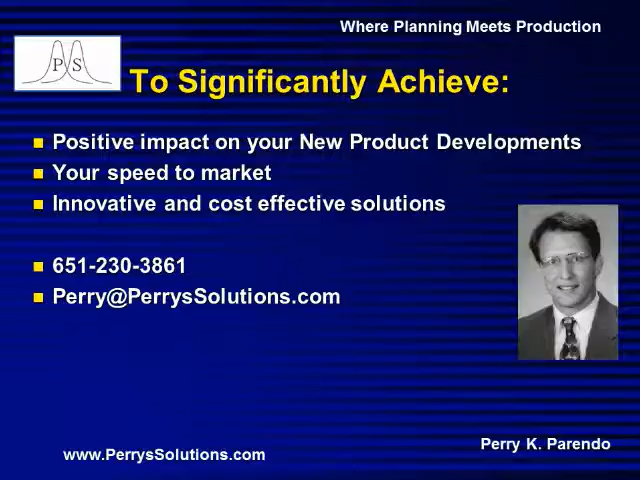 Where Planning Meets Production
P S
To Significantly Achieve:
Positive impact on your New Product Developments
Your speed to market
Innovative and cost effective solutions
651-230-3861
Perry@PerrysSolutions.com
Perry K. Parendo
www.PerrysSolutions.com